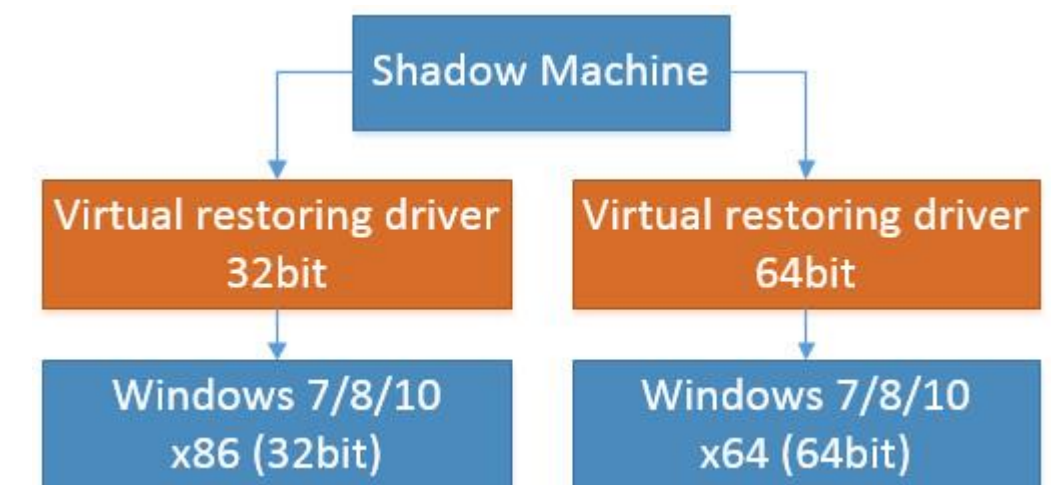 Shadow Machine
Virtual restoring driver
32bit
Virtual restoring driver
64bit
Windows 7/8/10
x86 (32bit)
Windows 7/8/10
x64 (64bit)